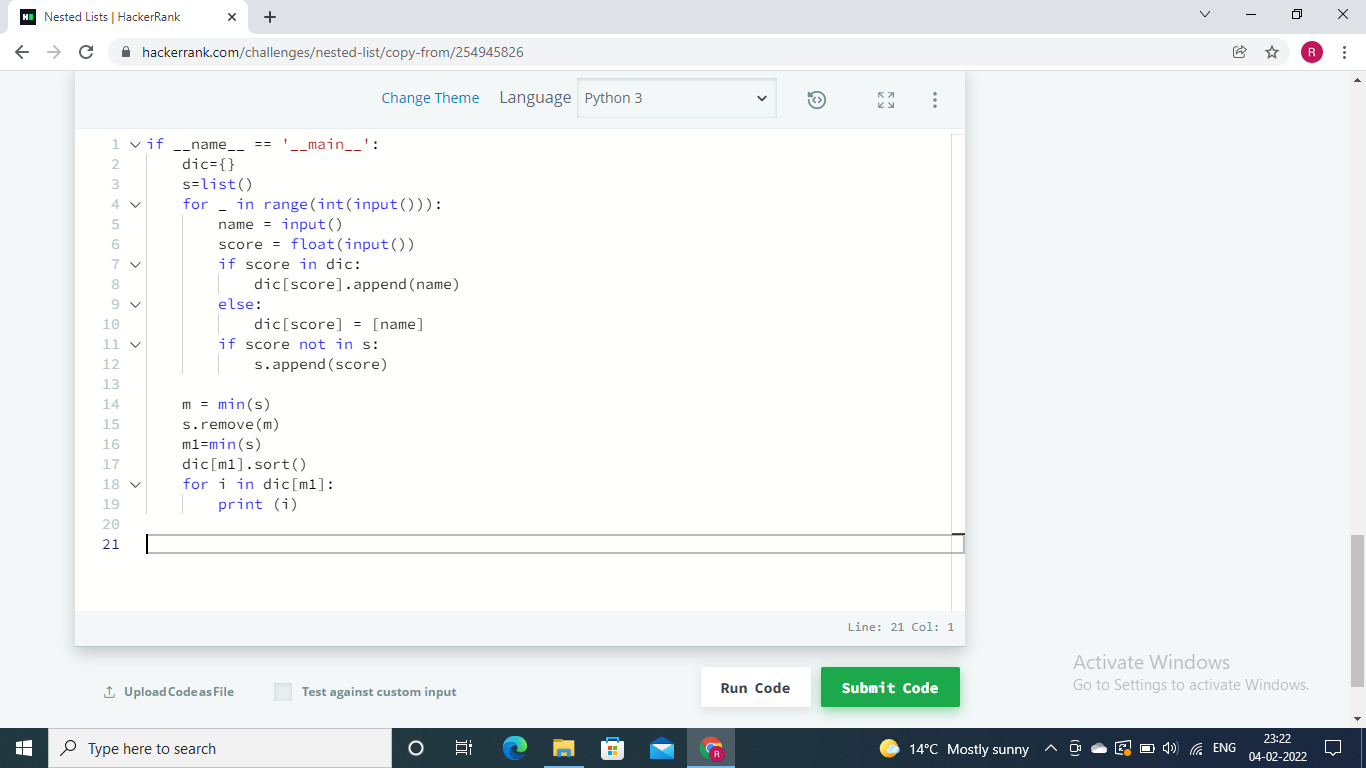 Nested Lists | HackerRank
hackerrank.com/challenges/nested-list/copy-from/254945826
R
Change Theme Language Python 3
1 if __name__ == '__main__':
2 dic={}
3 s=list()
4 for _ in range(int(input())):
5 name = input()
6 score = float(input())
7 if score in dic:
8 dic[score].append(name)
9 else:
10 dic[score] = [name]
11 if score not in s:
12 s.append(score)
13
14 m = min(s)
15 s.remove(m)
16 m1=min(s)
17 dic[m1].sort()
18 for i in dic[m1]:
19 print (i)
20
21
Line: 21 Col: 1
Upload Code as File Test against custom input Run Code Submit Code
Activate Windows
Go to Settings to activate Windows.
Type here to search
R
14°C Mostly sunny
ENG
23:22
04-02-2022